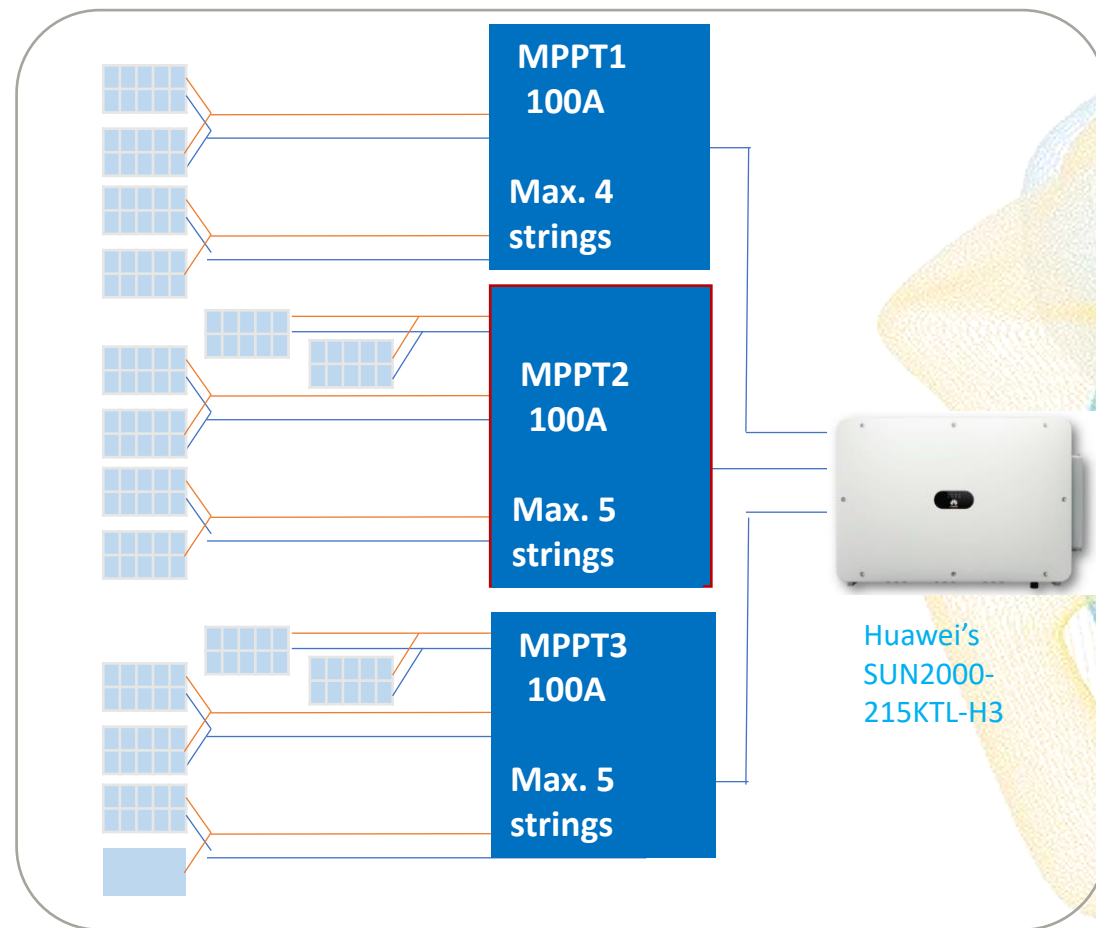 MPPT1
100A
Max. 4
strings
MPPT2
100A
Max. 5
strings
MPPT3
100A
Max. 5
strings
Huawei’s
SUN2000-
215KTL-H3